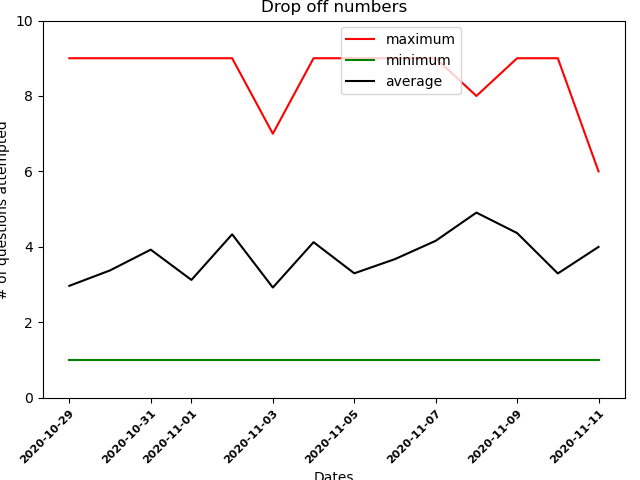 Drop off numbers
maximum
minimum
average
# of questions attempted
10
8
6
4
2
0
2020-10-29
2020-10-31
2020-11-01
2020-11-03
2020-11-05
2020-11-07
2020-11-09
2020-11-11
Dates